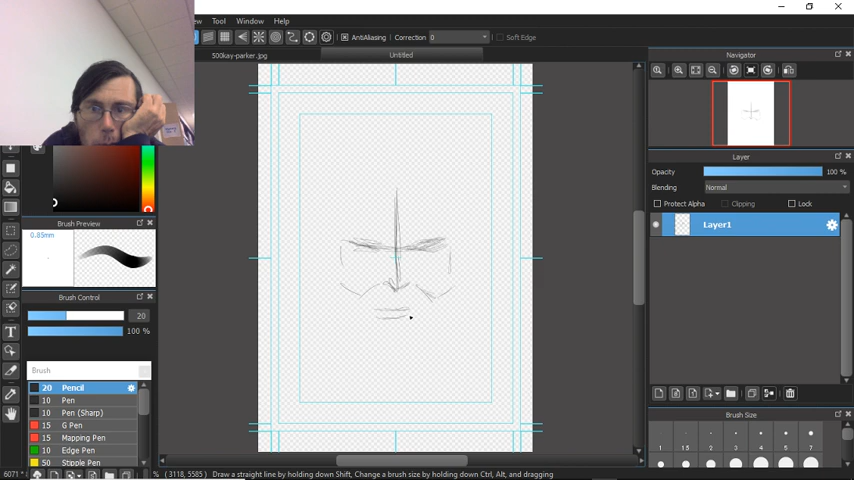 Tool Window Help
AntiAliasing Correction 0 Soft Edge
500kay-parker.jpg Untitled
Navigator
Layer
Opacity 100 %
Blending Normal
Protect Alpha Clipping Lock
Layer1
Brush Preview
0.85mm
Brush Control
20
100 %
Brush
20 Pencil
10 Pen
10 Pen (Sharp)
15 G Pen
15 Mapping Pen
10 Edge Pen
50 Stipple Pen
Brush Size
1 1.5 2 3 4 5 7
6071 * % (3118, 5585) Draw a straight line by holding down Shift, Change a brush size by holding down Ctrl, Alt, and dragging